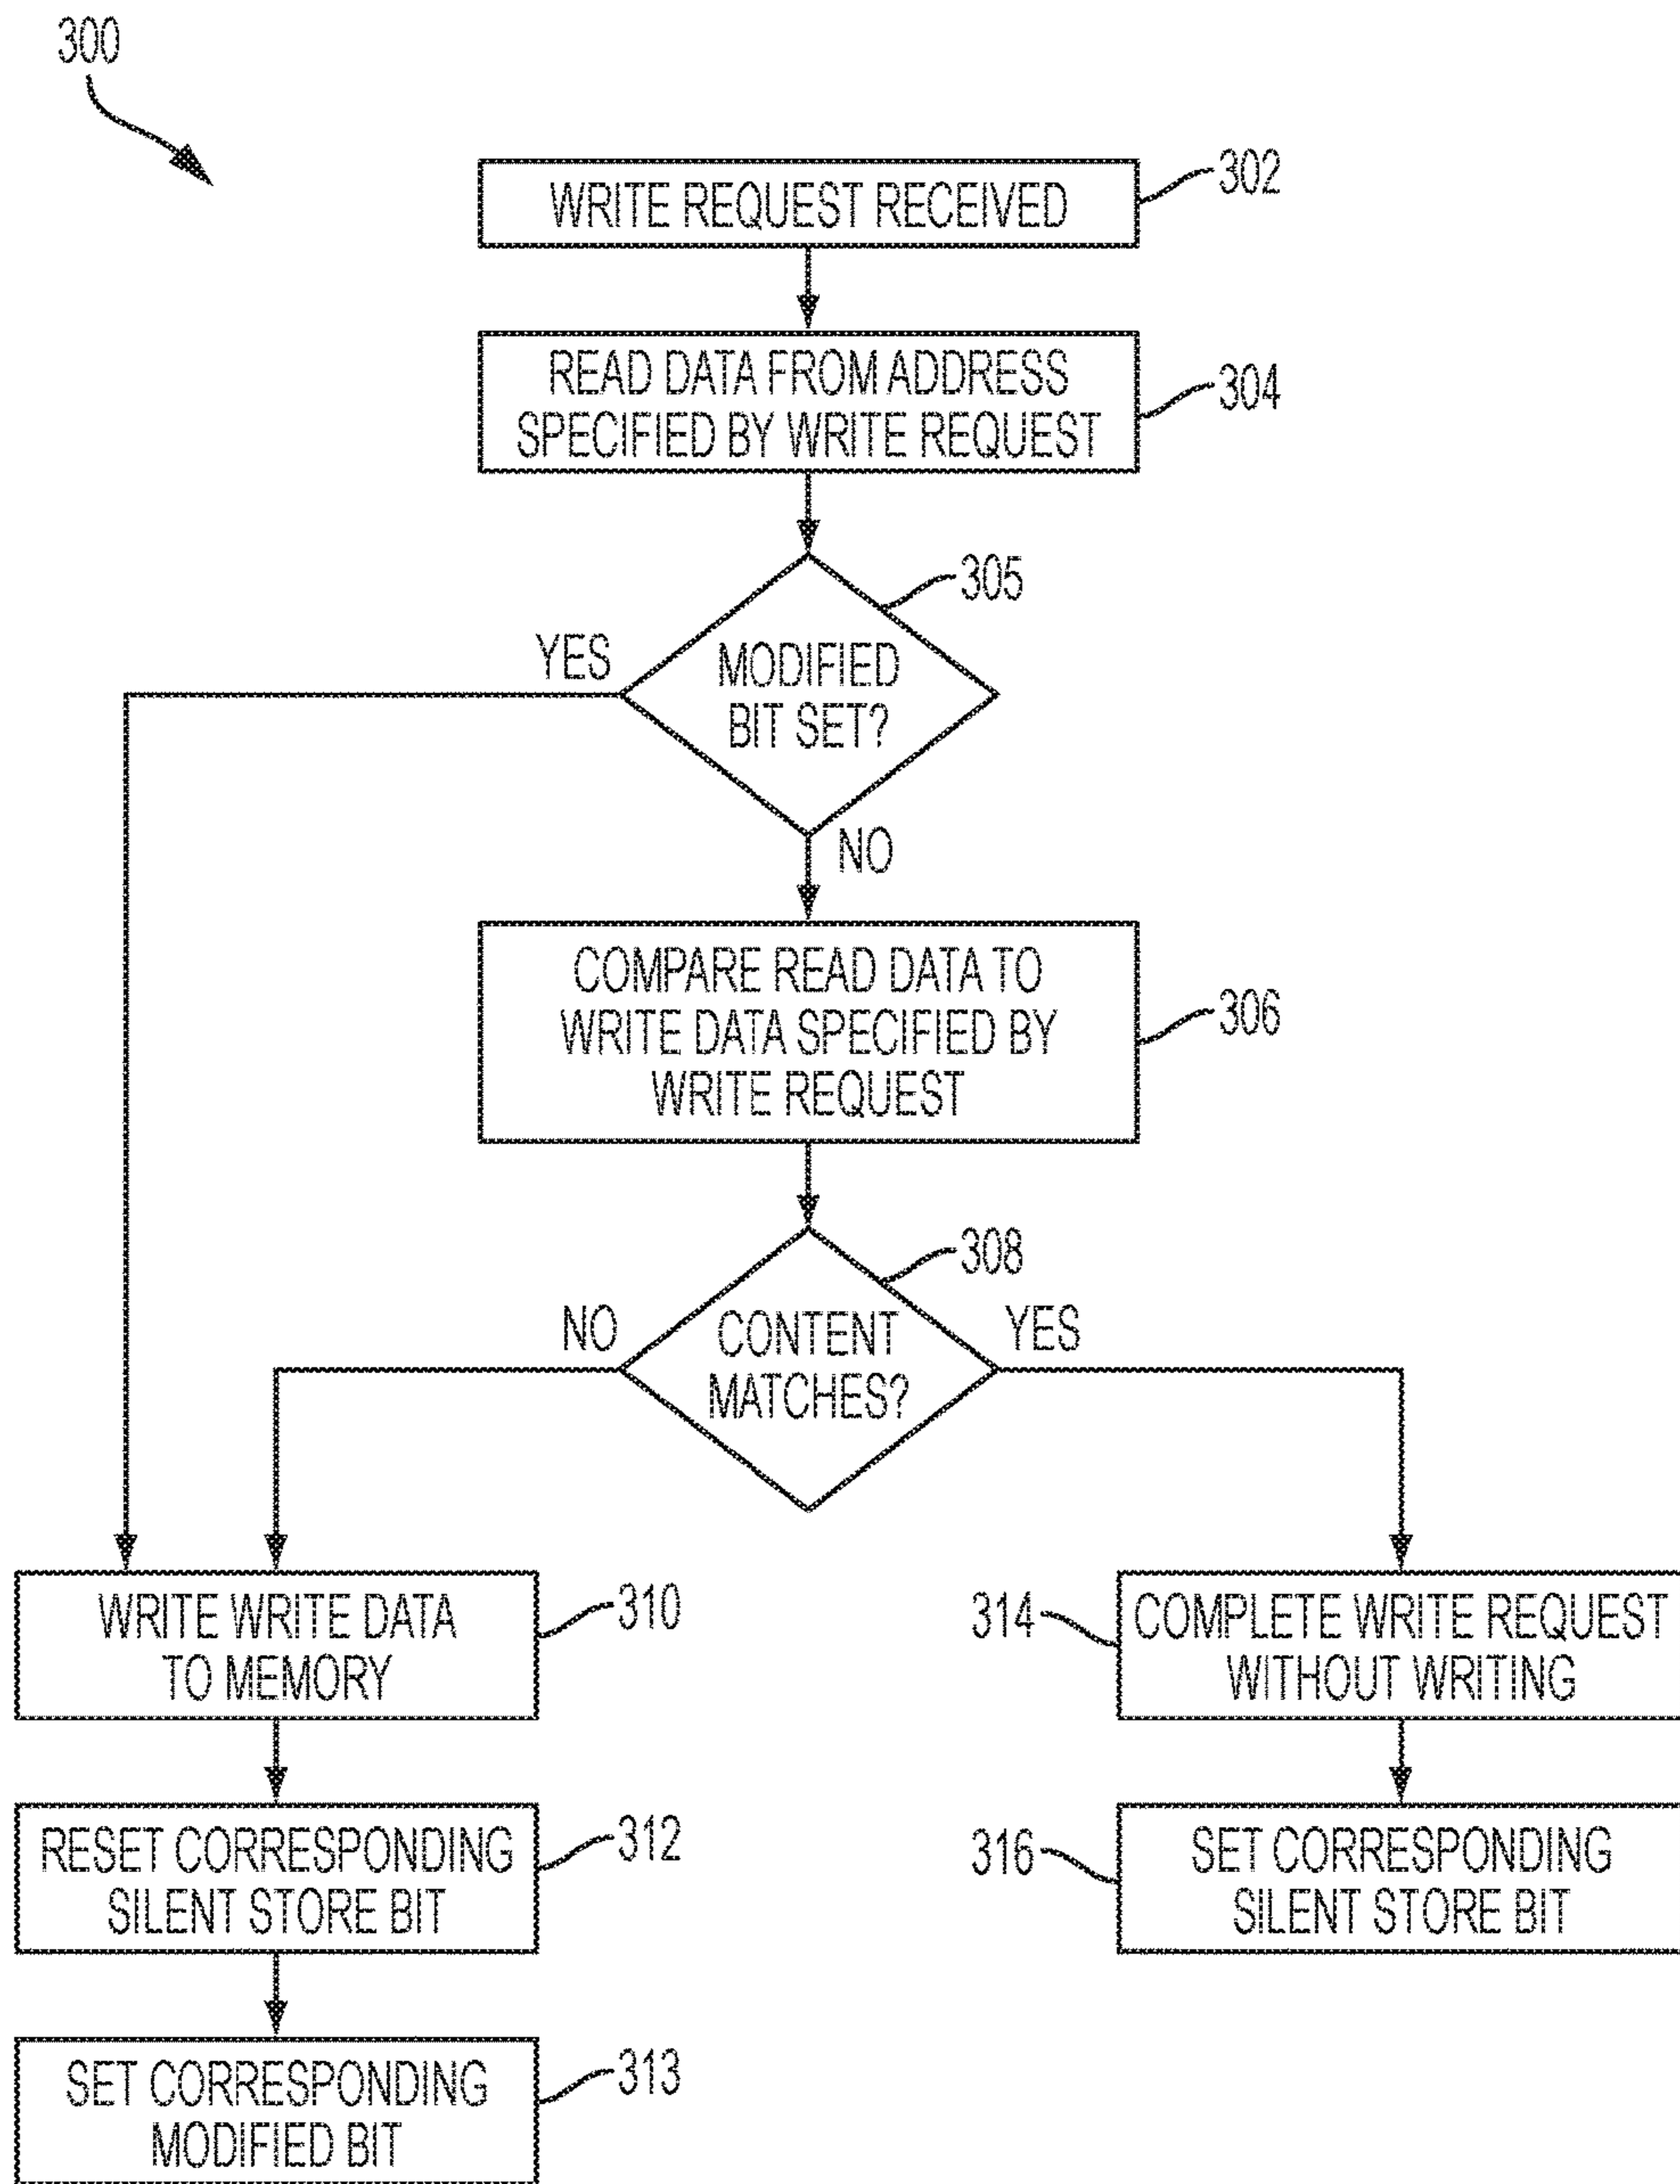 300
WRITE REQUEST RECEIVED
302
READ DATA FROM ADDRESS
SPECIFIED BY WRITE REQUEST
304
305
YES
MODIFIED
BIT SET?
NO
COMPARE READ DATA TO
WRITE DATA SPECIFIED BY
WRITE REQUEST
306
308
NO
CONTENT
MATCHES?
YES
WRITE WRITE DATA
TO MEMORY
310
314
COMPLETE WRITE REQUEST
WITHOUT WRITING
RESET CORRESPONDING
SILENT STORE BIT
312
316
SET CORRESPONDING
SILENT STORE BIT
SET CORRESPONDING
MODIFIED BIT
313